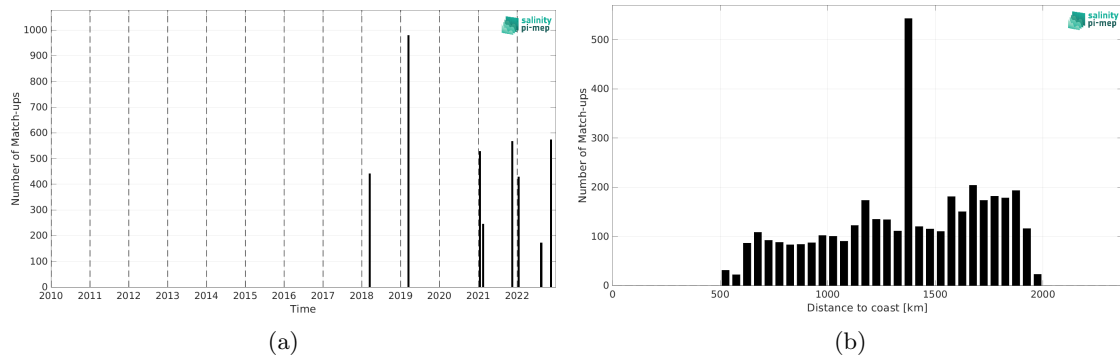 salinity
pi-mep
Number of Match-ups
1000
900
800
700
600
500
400
300
200
100
0
2010 2011 2012 2013 2014 2015 2016 2017 2018 2019 2020 2021 2022
Time
(a)
salinity
pi-mep
Number of Match-ups
500
400
300
200
100
0
0 500 1000 1500 2000
Distance to coast [km]
(b)